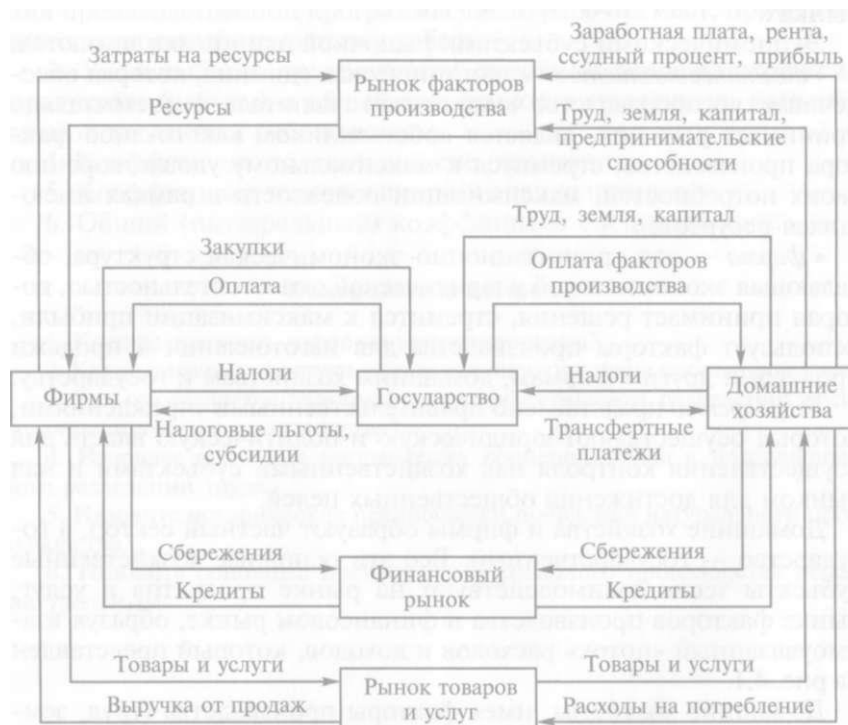 Затраты на ресурсы
Ресурсы
Рынок факторов
производства
Заработная плата, рента,
ссудный процент, прибыль
Труд, земля, капитал,
предпринимательские
способности
Труд, земля, капитал
Закупки
Оплата
Оплата факторов
производства
Фирмы
Налоги
Налоговые льготы,
субсидии
Государство
Налоги
Трансфертные
платежи
Домашние
хозяйства
Сбережения
Кредиты
Финансовый
рынок
Сбережения
Кредиты
Товары и услуги
Выручка от продаж
Рынок товаров
и услуг
Товары и услуги
Расходы на потребление